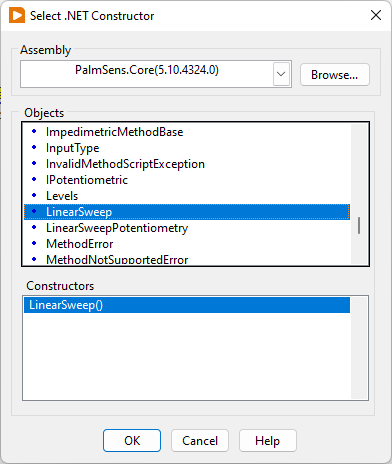 Select .NET Constructor
Assembly
PalmSens.Core(5.10.4324.0)
Browse...
Objects
ImpedimetricMethodBase
InputType
InvalidMethodScriptException
IPotentiometric
Levels
LinearSweep
LinearSweepPotentiometry
MethodError
MethodNotSupportedError
Constructors
LinearSweep()
OK
Cancel
Help